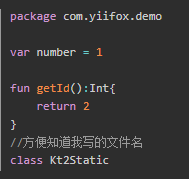 package com.yiifox.demo
var number = 1
fun getId():Int{
return 2
}
//方便知道我写的文件名
class Kt2Static